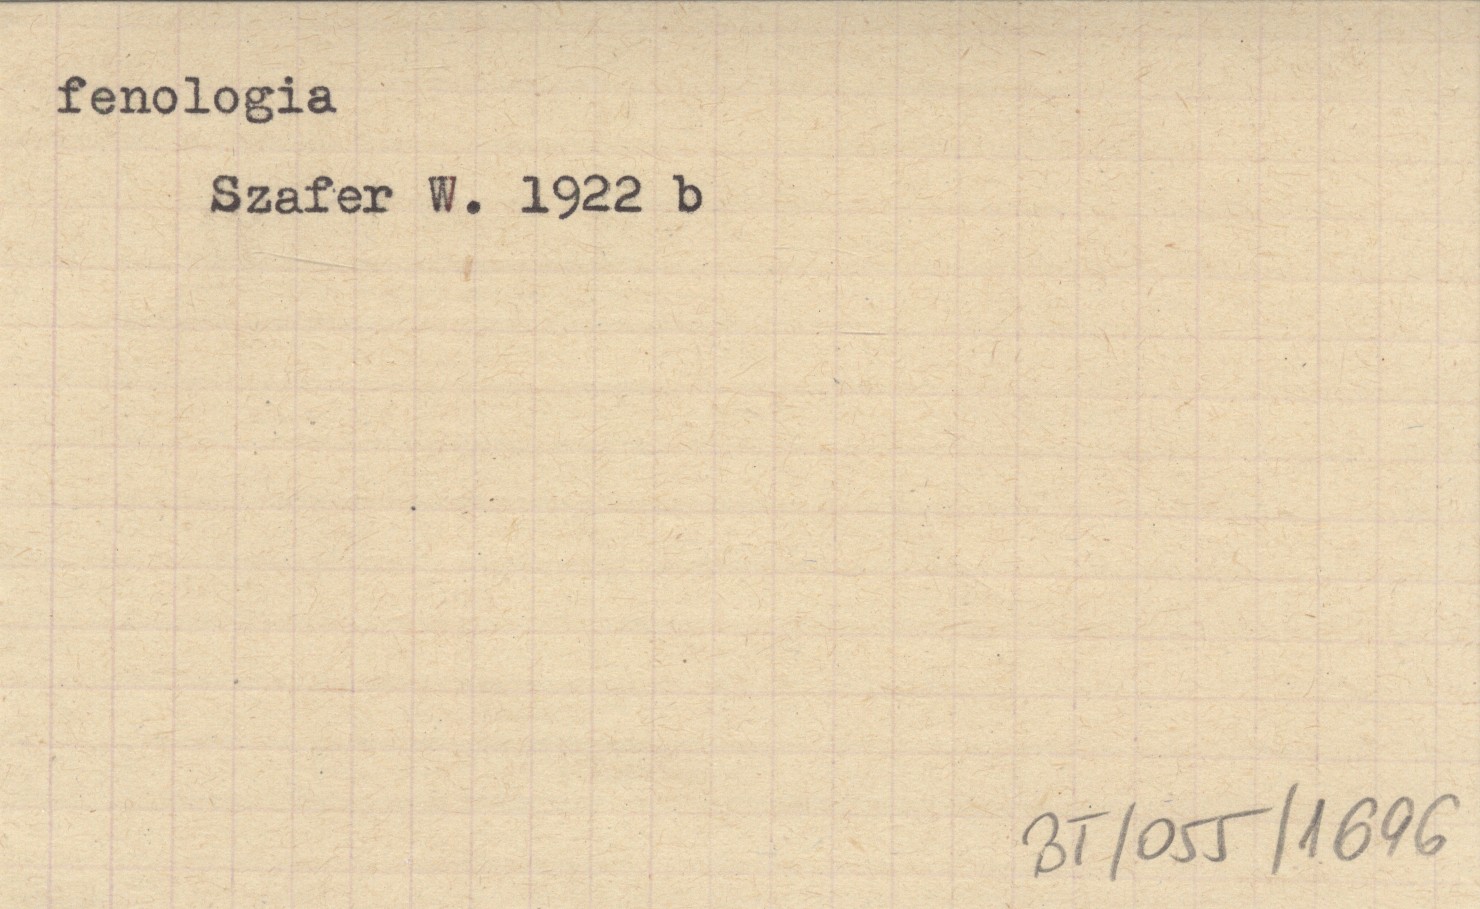 fenologia
Szafer W. 1922 b
BT/055/1696